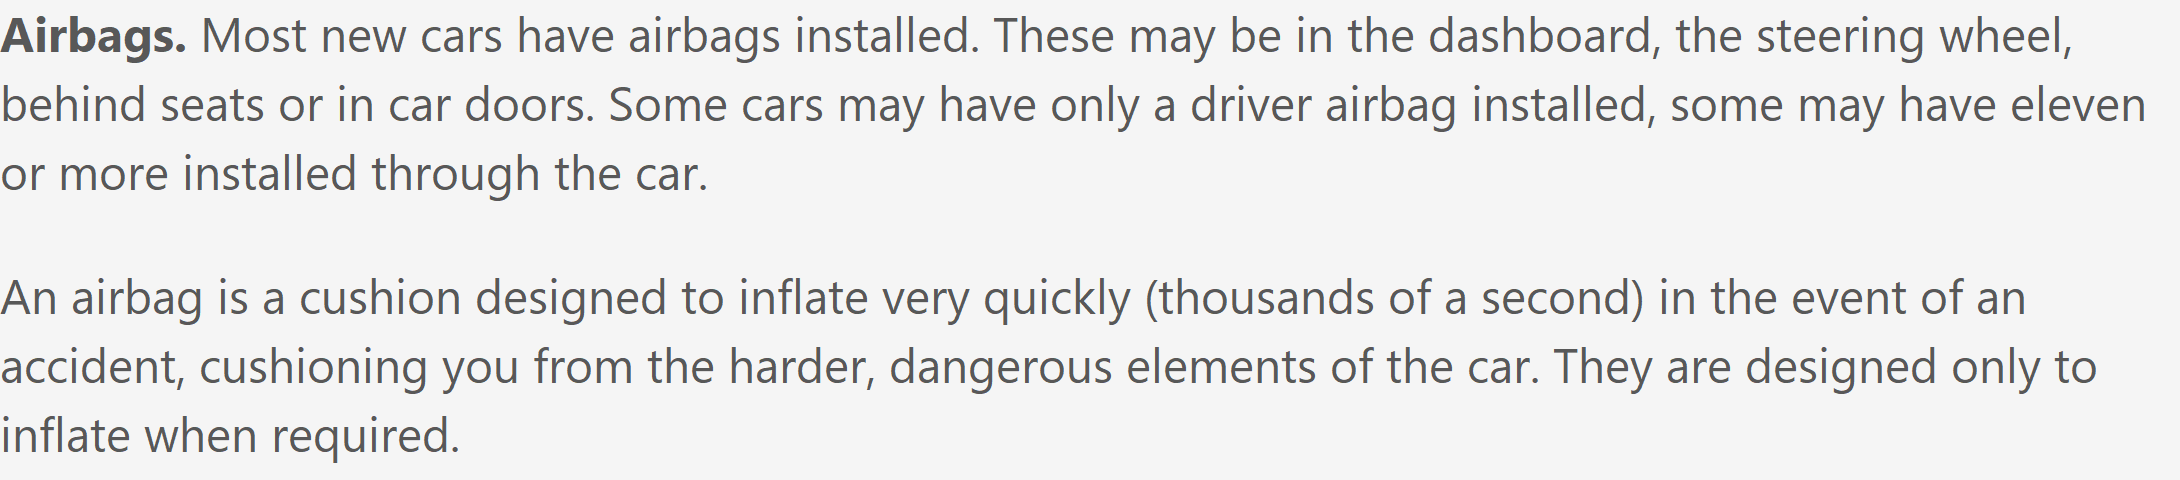 Airbags. Most new cars have airbags installed. These may be in the dashboard, the steering wheel,
behind seats or in car doors. Some cars may have only a driver airbag installed, some may have eleven
or more installed through the car.
An airbag is a cushion designed to inflate very quickly (thousands of a second) in the event of an
accident, cushioning you from the harder, dangerous elements of the car. They are designed only to
inflate when required.